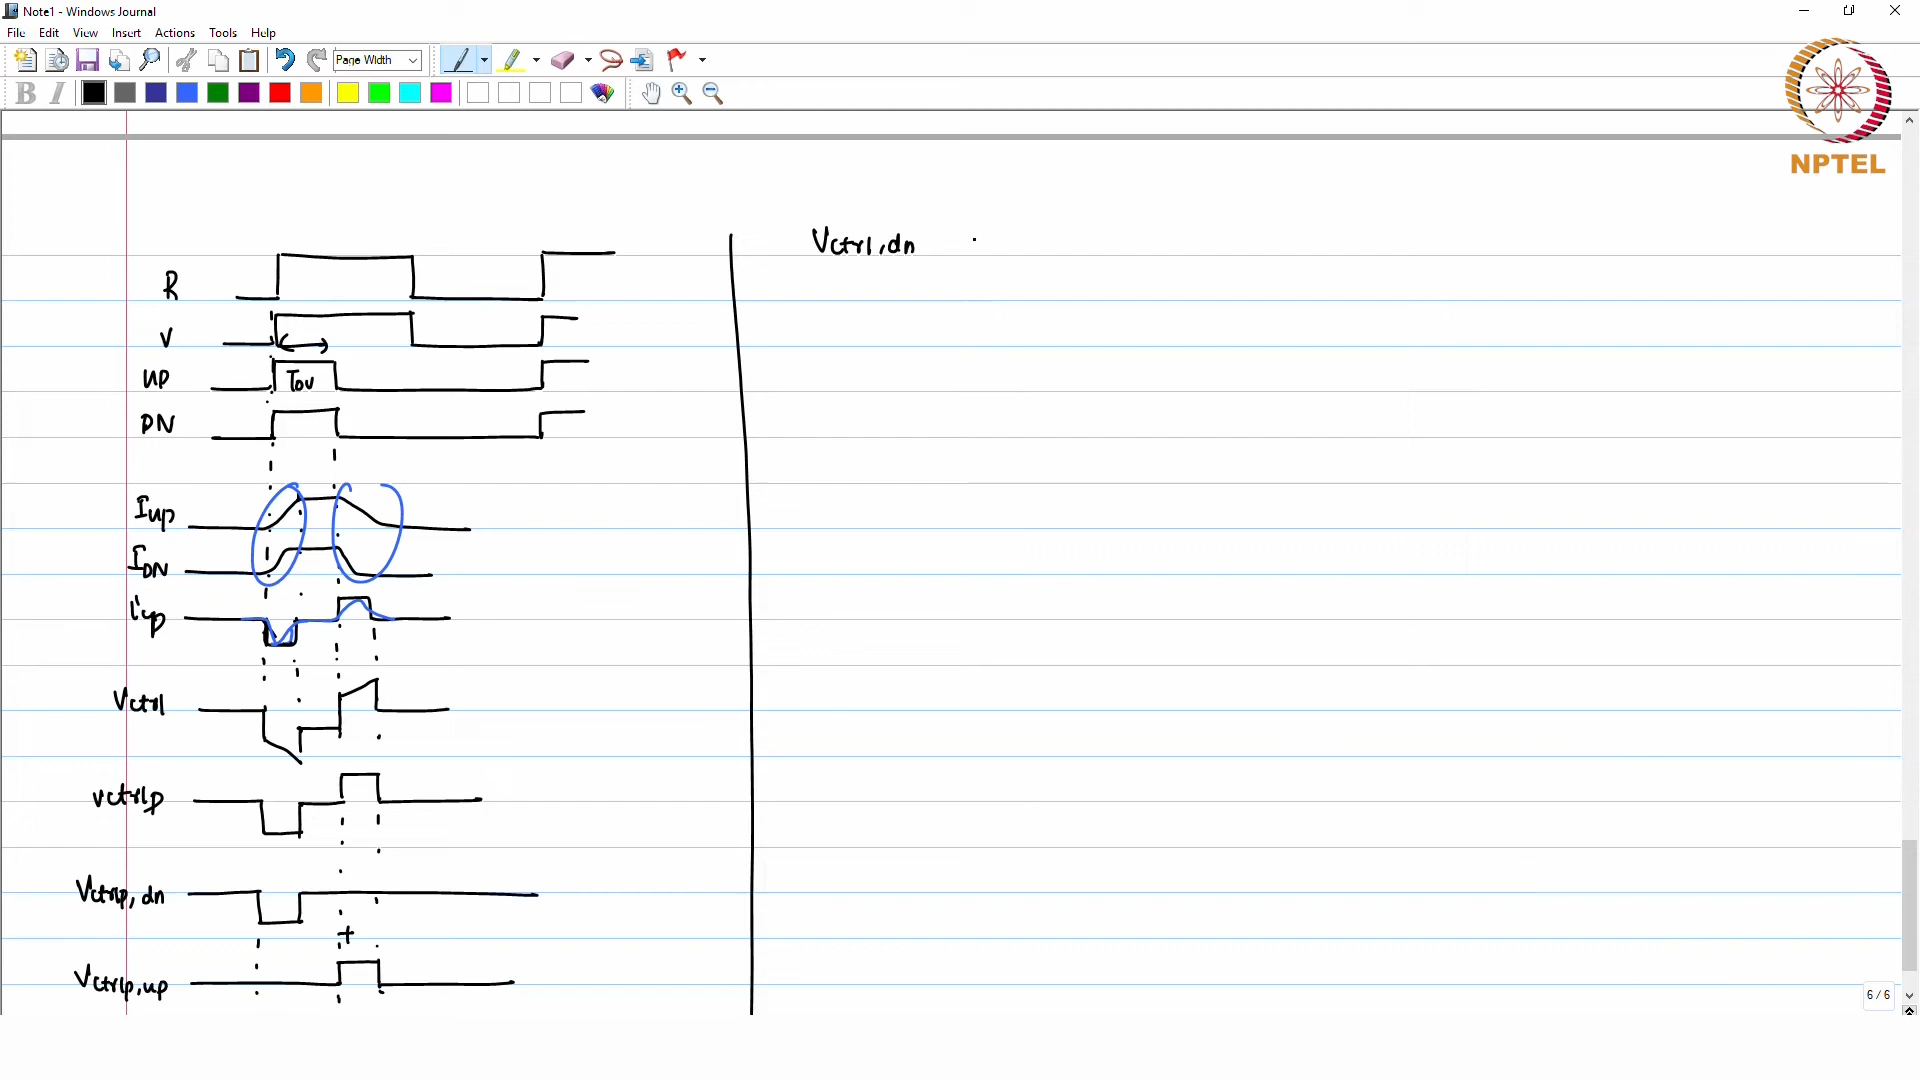 Note1 - Windows Journal
File Edit View Insert Actions Tools Help
Page Width
B I
NPTEL
Vctrl,dn
R
V
UP
Tov
DN
Iup
IDN
Vctrl
Vctrlp
Vctrlp,dn
+
Vctrlp,up
6 / 6